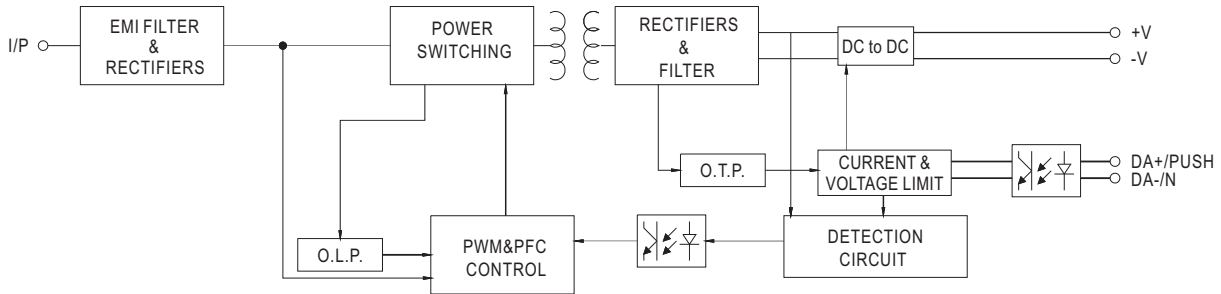 I/P
EMI FILTER
&
RECTIFIERS
POWER
SWITCHING
RECTIFIERS
&
FILTER
DC to DC
+V
-V
O.T.P.
CURRENT &
VOLTAGE LIMIT
DA+/PUSH
DA-/N
O.L.P.
PWM&PFC
CONTROL
DETECTION
CIRCUIT